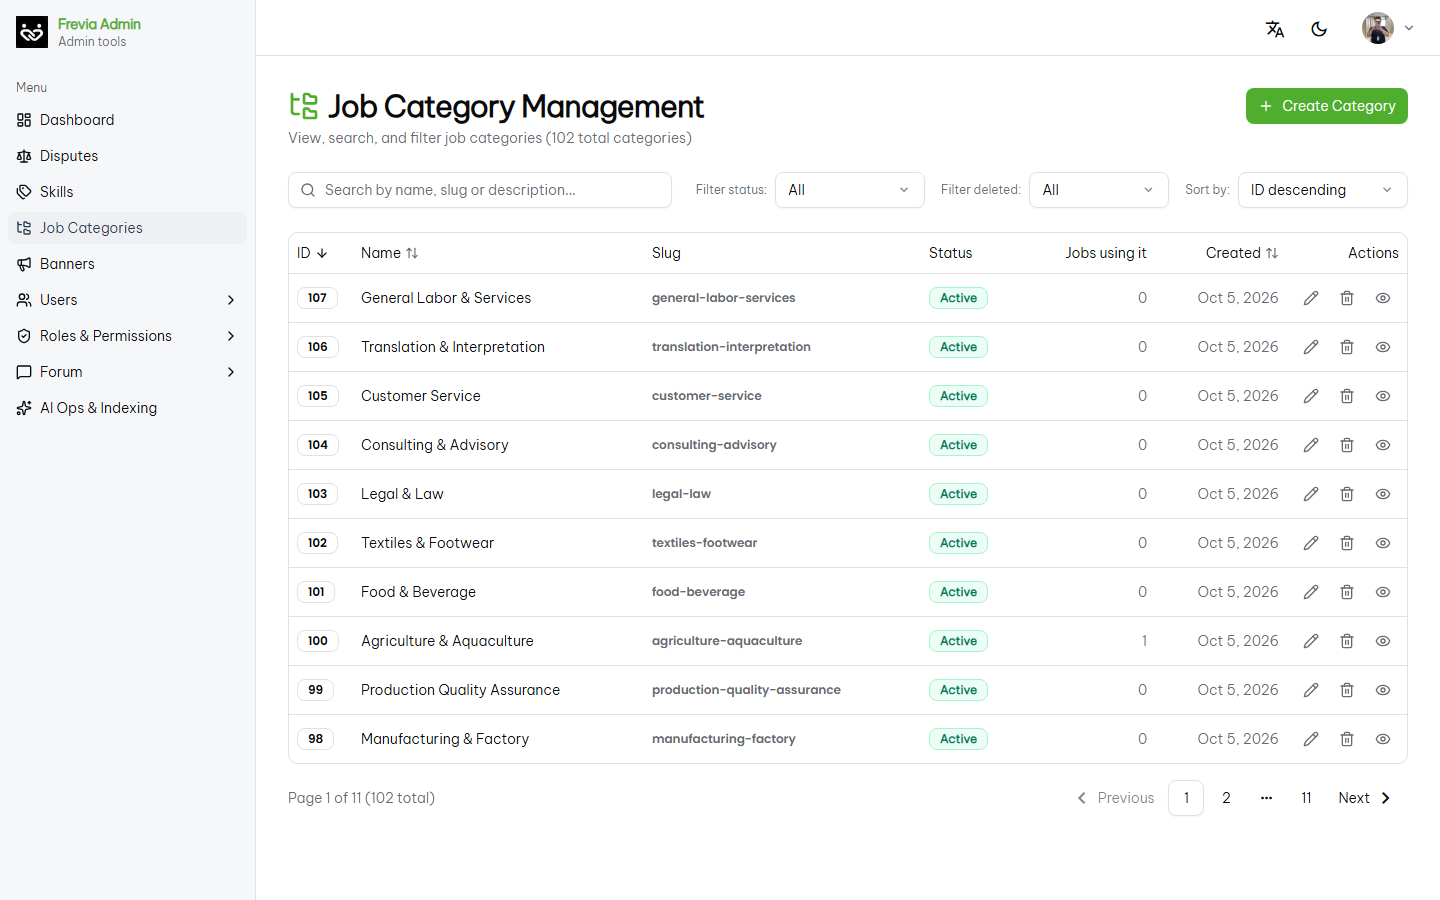 Frevia Admin
Admin tools
Menu
Dashboard
Disputes
Skills
Job Categories
Banners
Users
Roles & Permissions
Forum
AI Ops & Indexing
Job Category Management
View, search, and filter job categories (102 total categories)
Create Category
Search by name, slug or description...
Filter status: All
Filter deleted: All
Sort by: ID descending
ID Name Slug Status Jobs using it Created Actions
107 General Labor & Services general-labor-services Active 0 Oct 5, 2026
106 Translation & Interpretation translation-interpretation Active 0 Oct 5, 2026
105 Customer Service customer-service Active 0 Oct 5, 2026
104 Consulting & Advisory consulting-advisory Active 0 Oct 5, 2026
103 Legal & Law legal-law Active 0 Oct 5, 2026
102 Textiles & Footwear textiles-footwear Active 0 Oct 5, 2026
101 Food & Beverage food-beverage Active 0 Oct 5, 2026
100 Agriculture & Aquaculture agriculture-aquaculture Active 1 Oct 5, 2026
99 Production Quality Assurance production-quality-assurance Active 0 Oct 5, 2026
98 Manufacturing & Factory manufacturing-factory Active 0 Oct 5, 2026
Page 1 of 11 (102 total)
Previous 1 2 ... 11 Next